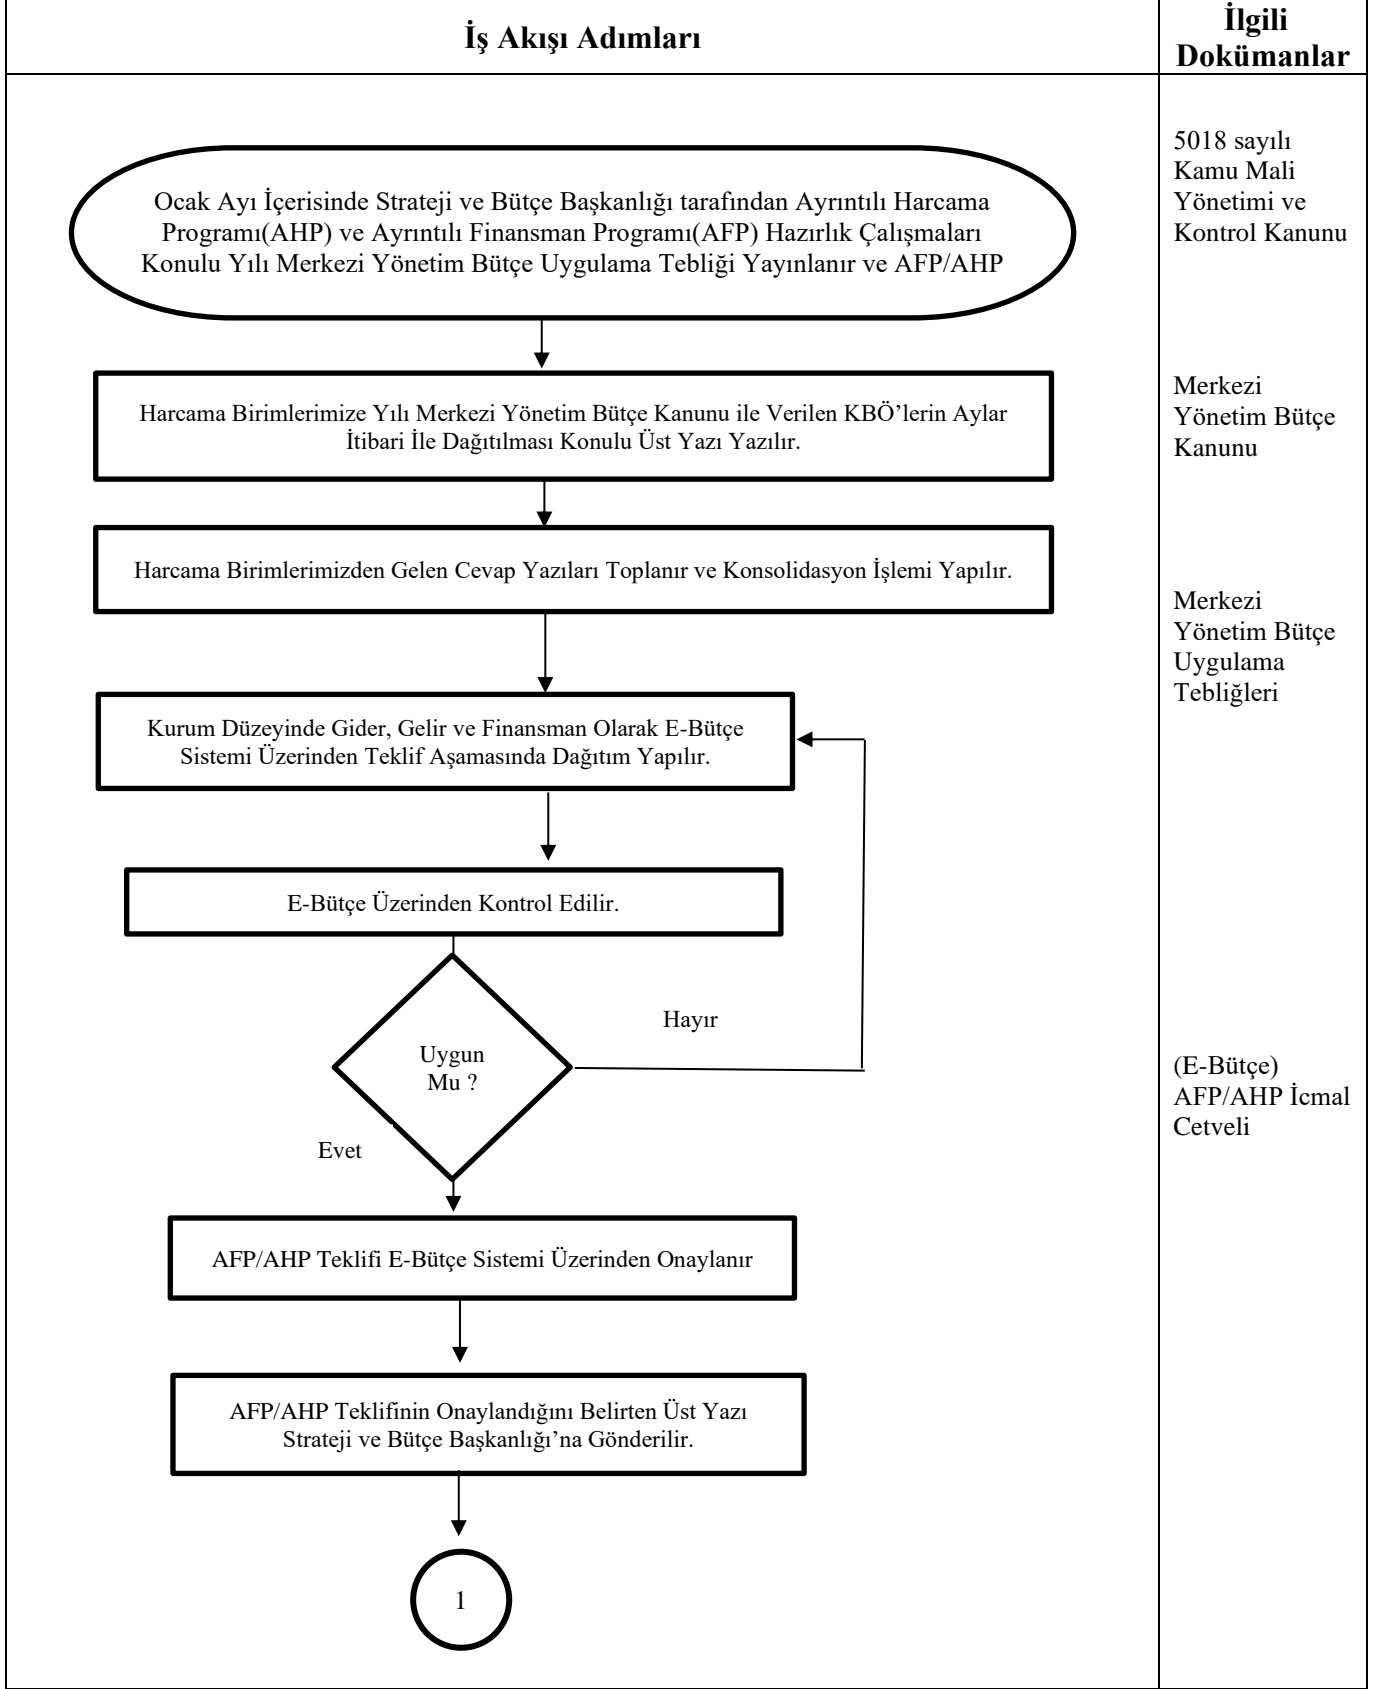 İş Akışı Adımları
İlgili
Dokümanlar
Ocak Ayı İçerisinde Strateji ve Bütçe Başkanlığı tarafından Ayrıntılı Harcama
Programı(AHP) ve Ayrıntılı Finansman Programı(AFP) Hazırlık Çalışmaları
Konulu Yılı Merkezi Yönetim Bütçe Uygulama Tebliği Yayınlanır ve AFP/AHP
Harcama Birimlerimize Yılı Merkezi Yönetim Bütçe Kanunu ile Verilen KBÖ’lerin Aylar
İtibari İle Dağıtılması Konulu Üst Yazı Yazılır.
Harcama Birimlerimizden Gelen Cevap Yazıları Toplanır ve Konsolidasyon İşlemi Yapılır.
Kurum Düzeyinde Gider, Gelir ve Finansman Olarak E-Bütçe
Sistemi Üzerinden Teklif Aşamasında Dağıtım Yapılır.
E-Bütçe Üzerinden Kontrol Edilir.
Uygun
Mu ?
Hayır
Evet
AFP/AHP Teklifi E-Bütçe Sistemi Üzerinden Onaylanır
AFP/AHP Teklifinin Onaylandığını Belirten Üst Yazı
Strateji ve Bütçe Başkanlığı’na Gönderilir.
1
5018 sayılı
Kamu Mali
Yönetimi ve
Kontrol Kanunu
Merkezi
Yönetim Bütçe
Kanunu
Merkezi
Yönetim Bütçe
Uygulama
Tebliğleri
(E-Bütçe)
AFP/AHP İcmal
Cetveli